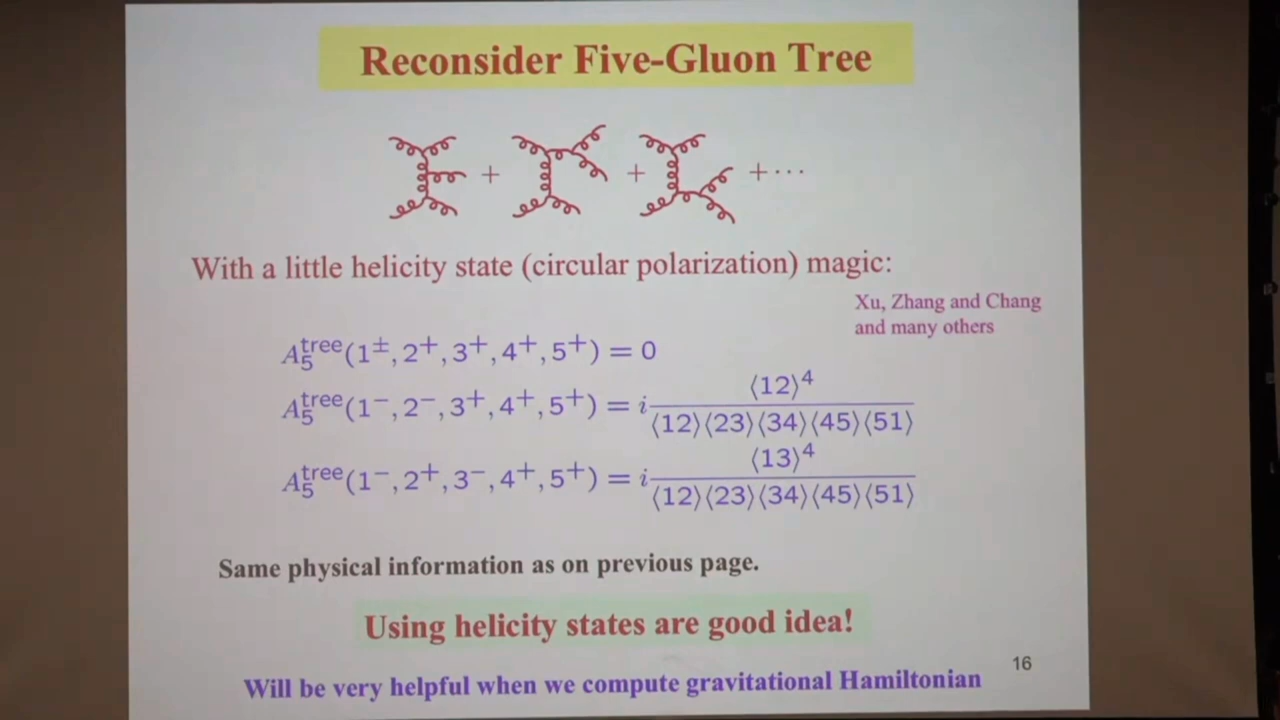 Reconsider Five-Gluon Tree
+ + +···
With a little helicity state (circular polarization) magic:
Xu, Zhang and Chang
and many others
A₅ᵗʳᵉᵉ(1±, 2⁺, 3⁺, 4⁺, 5⁺) = 0
A₅ᵗʳᵉᵉ(1⁻, 2⁻, 3⁺, 4⁺, 5⁺) = i ⟨12⟩⁴ / ⟨12⟩⟨23⟩⟨34⟩⟨45⟩⟨51⟩
A₅ᵗʳᵉᵉ(1⁻, 2⁺, 3⁻, 4⁺, 5⁺) = i ⟨13⟩⁴ / ⟨12⟩⟨23⟩⟨34⟩⟨45⟩⟨51⟩
Same physical information as on previous page.
Using helicity states are good idea!
16
Will be very helpful when we compute gravitational Hamiltonian